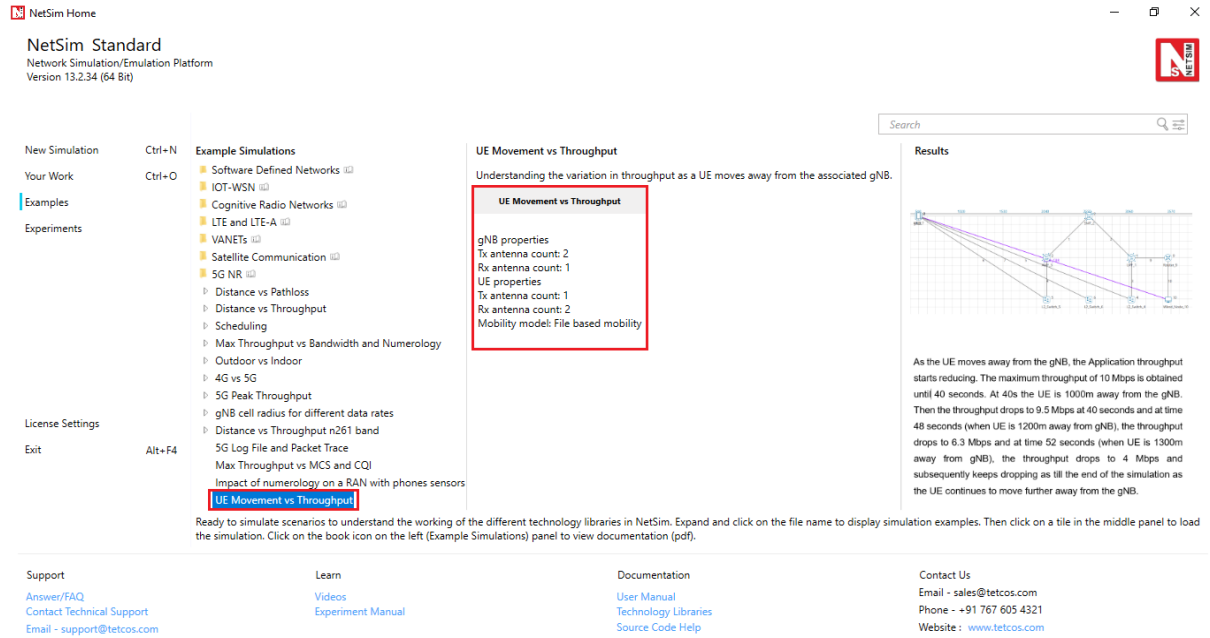 NetSim Home
NetSim Standard
Network Simulation/Emulation Platform
Version 13.2.34 (64 Bit)
NETSIM
Search
New Simulation Ctrl+N
Your Work Ctrl+O
Examples
Experiments
License Settings
Exit Alt+F4
Example Simulations
Software Defined Networks
IOT-WSN
Cognitive Radio Networks
LTE and LTE-A
VANETs
Satellite Communication
5G NR
Distance vs Pathloss
Distance vs Throughput
Scheduling
Max Throughput vs Bandwidth and Numerology
Outdoor vs Indoor
4G vs 5G
5G Peak Throughput
gNB cell radius for different data rates
Distance vs Throughput n261 band
5G Log File and Packet Trace
Max Throughput vs MCS and CQI
Impact of numerology on a RAN with phones sensors
UE Movement vs Throughput
UE Movement vs Throughput
Understanding the variation in throughput as a UE moves away from the associated gNB.
UE Movement vs Throughput
gNB properties
Tx antenna count: 2
Rx antenna count: 1
UE properties
Tx antenna count: 1
Rx antenna count: 2
Mobility model: File based mobility
Results
As the UE moves away from the gNB, the Application throughput
starts reducing. The maximum throughput of 10 Mbps is obtained
until 40 seconds. At 40s the UE is 1000m away from the gNB.
Then the throughput drops to 9.5 Mbps at 40 seconds and at time
48 seconds (when UE is 1200m away from gNB), the throughput
drops to 6.3 Mbps and at time 52 seconds (when UE is 1300m
away from gNB), the throughput drops to 4 Mbps and
subsequently keeps dropping as till the end of the simulation as
the UE continues to move further away from the gNB.
Ready to simulate scenarios to understand the working of the different technology libraries in NetSim. Expand and click on the file name to display simulation examples. Then click on a tile in the middle panel to load
the simulation. Click on the book icon on the left (Example Simulations) panel to view documentation (pdf).
Support
Answer/FAQ
Contact Technical Support
Email - support@tetcos.com
Learn
Videos
Experiment Manual
Documentation
User Manual
Technology Libraries
Source Code Help
Contact Us
Email - sales@tetcos.com
Phone - +91 767 605 4321
Website : www.tetcos.com